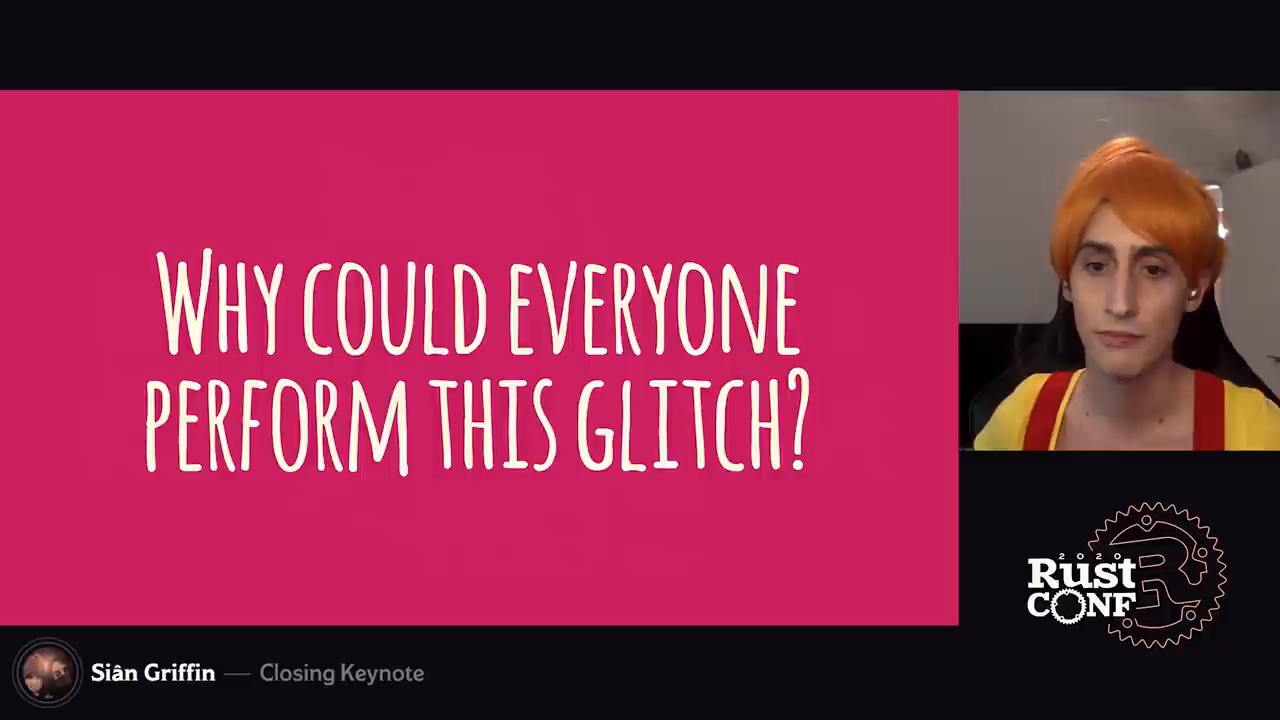 WHY COULD EVERYONE
PERFORM THIS GLITCH?
2020
Rust
CONF
R
Siân Griffin — Closing Keynote